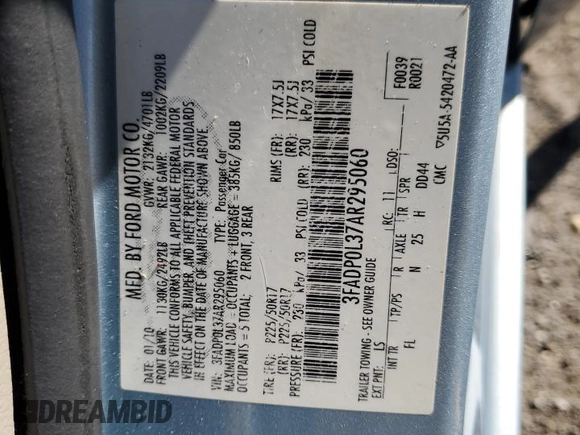 MFD. BY FORD MOTOR CO.
DATE: 01/10 GVWR: 2132KG/4701LB
FRONT GAWR: 1130KG/2492LB REAR GAWR: 1002KG/2209LB
THIS VEHICLE CONFORMS TO ALL APPLICABLE FEDERAL MOTOR
VEHICLE SAFETY, BUMPER, AND THEFT PREVENTION STANDARDS
IN EFFECT ON THE DATE OF MANUFACTURE SHOWN ABOVE.
VIN: 3FADP0L37AR295060 TYPE: Passenger Car
MAXIMUM LOAD = OCCUPANTS + LUGGAGE = 385KG/ 850LB
OCCUPANTS = 5 TOTAL; 2 FRONT, 3 REAR
TIRE (FR): P225/50R17 RIMS (FR): 17X7.5J
(RR): P225/50R17 (RR): 17X7.5J
PRESSURE (FR): 230 kPa/ 33 PSI COLD (RR): 230 kPa/ 33 PSI COLD
3FADP0L37AR295060
TRAILER TOWING - SEE OWNER GUIDE
F0039
R0021
EXT PNT: LS RC: 11 DSO:
INT TR TP/PS R AXLE TR SPR
FL N 25 H DD44
CMC 5U5A-5420472-AA
DREAMBID